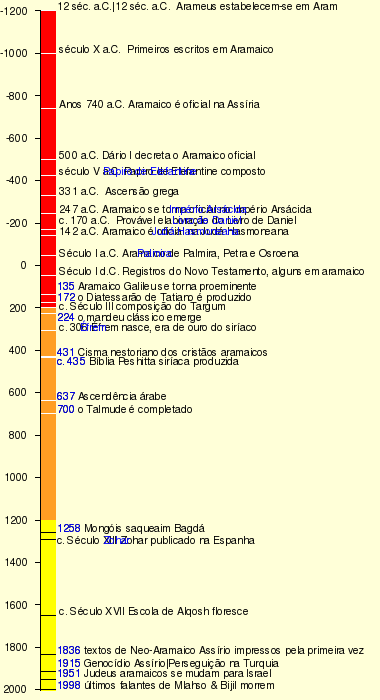 12 séc. a.C.|12 séc. a.C. Arameus estabelecem-se em Aram
-1200
-1000 século X a.C. Primeiros escritos em Aramaico
-800 Anos 740 a.C. Aramaico é oficial na Assíria
-600
500 a.C. Dário I decreta o Aramaico oficial
século V a.C. Papiro de Elefantine composto
-400
331 a.C. Ascensão grega
247 a.C. Aramaico se torna oficial no Império Arsácida
-200 c. 170 a.C. Provável elaboração do Livro de Daniel
142 a.C. Aramaico é oficial na Judá Hasmoneana
Século I a.C. Aramaico de Palmira, Petra e Osroena
0 Século I d.C. Registros do Novo Testamento, alguns em aramaico
135 Aramaico Galileu se torna proeminente
172 o Diatessarão de Tatiano é produzido
200 c. Século III composição do Targum
224 o mandeu clássico emerge
c. 306 Efrem nasce, era de ouro do siríaco
400 431 Cisma nestoriano dos cristãos aramaicos
c. 435 Bíblia Peshitta siríaca produzida
600
637 Ascendência árabe
700 o Talmude é completado
800
1000
1200
1258 Mongóis saqueaim Bagdá
c. Século XIII Zohar publicado na Espanha
1400
1600 c. Século XVII Escola de Alqosh floresce
1800
1836 textos de Neo-Aramaico Assírio impressos pela primeira vez
1915 Genocídio Assírio|Perseguição na Turquia
1951 Judeus aramaicos se mudam para Israel
1998 últimos falantes de Mlahso & Bijil morrem
2000